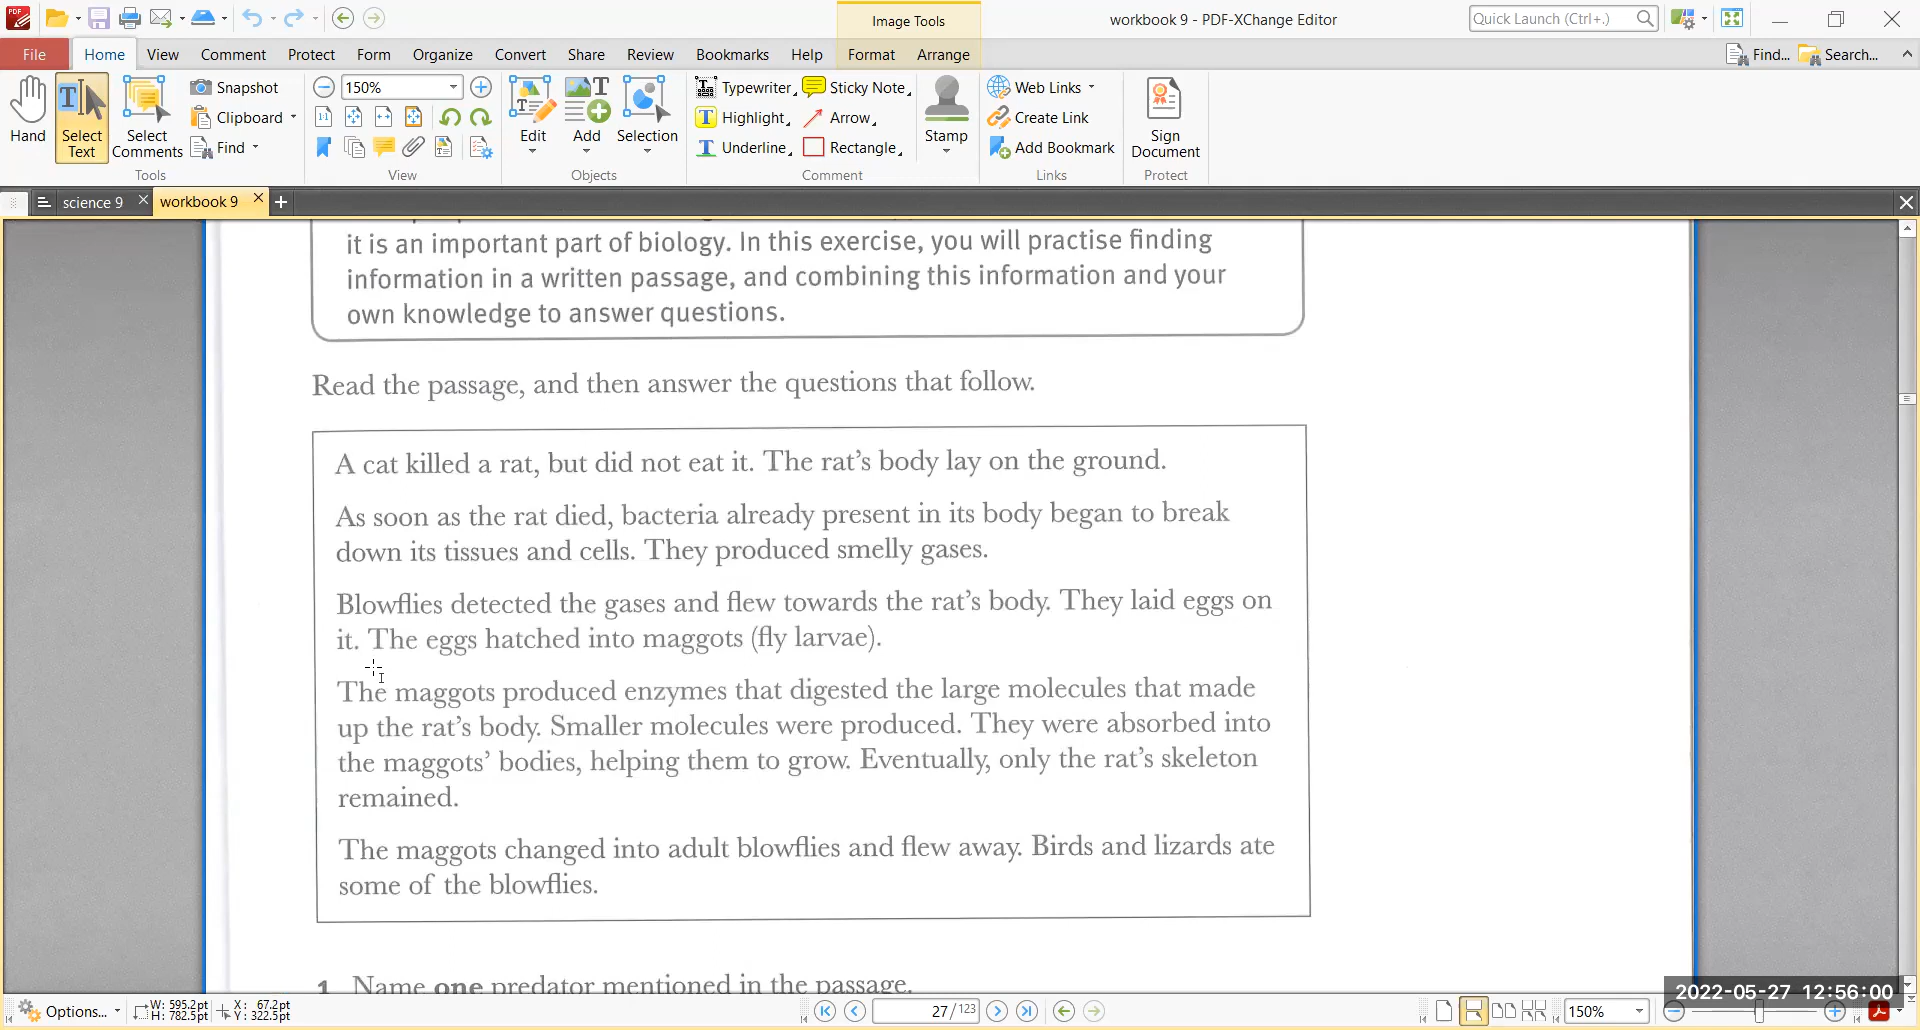 Image Tools
workbook 9 - PDF-XChange Editor
Quick Launch (Ctrl+.)
File Home View Comment Protect Form Organize Convert Share Review Bookmarks Help Format Arrange
Find... Search...
Hand
Select Text
Select Comments
Snapshot
Clipboard
Find
Tools
150%
View
Edit
Add
Selection
Objects
Typewriter
Sticky Note
Highlight
Arrow
Underline
Rectangle
Stamp
Comment
Web Links
Create Link
Add Bookmark
Links
Sign Document
Protect
science 9
workbook 9
it is an important part of biology. In this exercise, you will practise finding
information in a written passage, and combining this information and your
own knowledge to answer questions.
Read the passage, and then answer the questions that follow.
A cat killed a rat, but did not eat it. The rat's body lay on the ground.
As soon as the rat died, bacteria already present in its body began to break
down its tissues and cells. They produced smelly gases.
Blowflies detected the gases and flew towards the rat's body. They laid eggs on
it. The eggs hatched into maggots (fly larvae).
The maggots produced enzymes that digested the large molecules that made
up the rat's body. Smaller molecules were produced. They were absorbed into
the maggots' bodies, helping them to grow. Eventually, only the rat's skeleton
remained.
The maggots changed into adult blowflies and flew away. Birds and lizards ate
some of the blowflies.
1 Name one predator mentioned in the passage.
2022-05-27 12:56:00
Options...
W: 595.2pt
H: 782.5pt
X: 67.2pt
Y: 322.5pt
27 / 123
150%